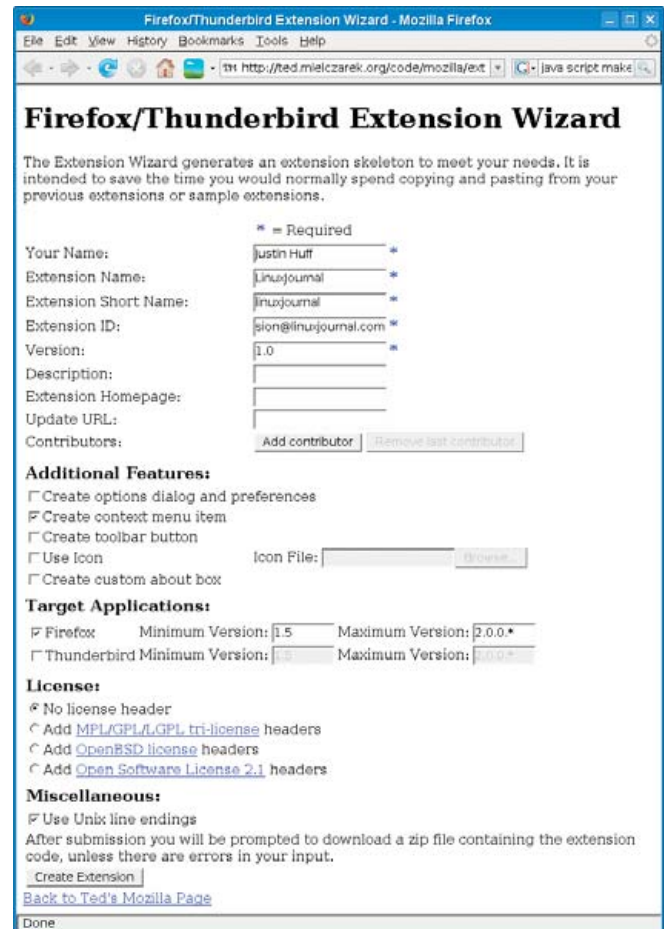 Firefox/Thunderbird Extension Wizard - Mozilla Firefox
File Edit View History Bookmarks Tools Help
http://ted.mielczarek.org/code/mozilla/ext java script make
Firefox/Thunderbird Extension Wizard
The Extension Wizard generates an extension skeleton to meet your needs. It is
intended to save the time you would normally spend copying and pasting from your
previous extensions or sample extensions.
* = Required
Your Name: Justin Huff *
Extension Name: Linuxjournal *
Extension Short Name: linuxjournal *
Extension ID: sion@linuxjournal.com *
Version: 1.0 *
Description:
Extension Homepage:
Update URL:
Contributors: Add contributor Remove last contributor
Additional Features:
Create options dialog and preferences
Create context menu item
Create toolbar button
Use Icon Icon File: Browse...
Create custom about box
Target Applications:
Firefox Minimum Version: 1.5 Maximum Version: 2.0.0.*
Thunderbird Minimum Version: 1.5 Maximum Version: 2.0.0.*
License:
No license header
Add MPL/GPL/LGPL tri-license headers
Add OpenBSD license headers
Add Open Software License 2.1 headers
Miscellaneous:
Use Unix line endings
After submission you will be prompted to download a zip file containing the extension
code, unless there are errors in your input.
Create Extension
Back to Ted's Mozilla Page
Done